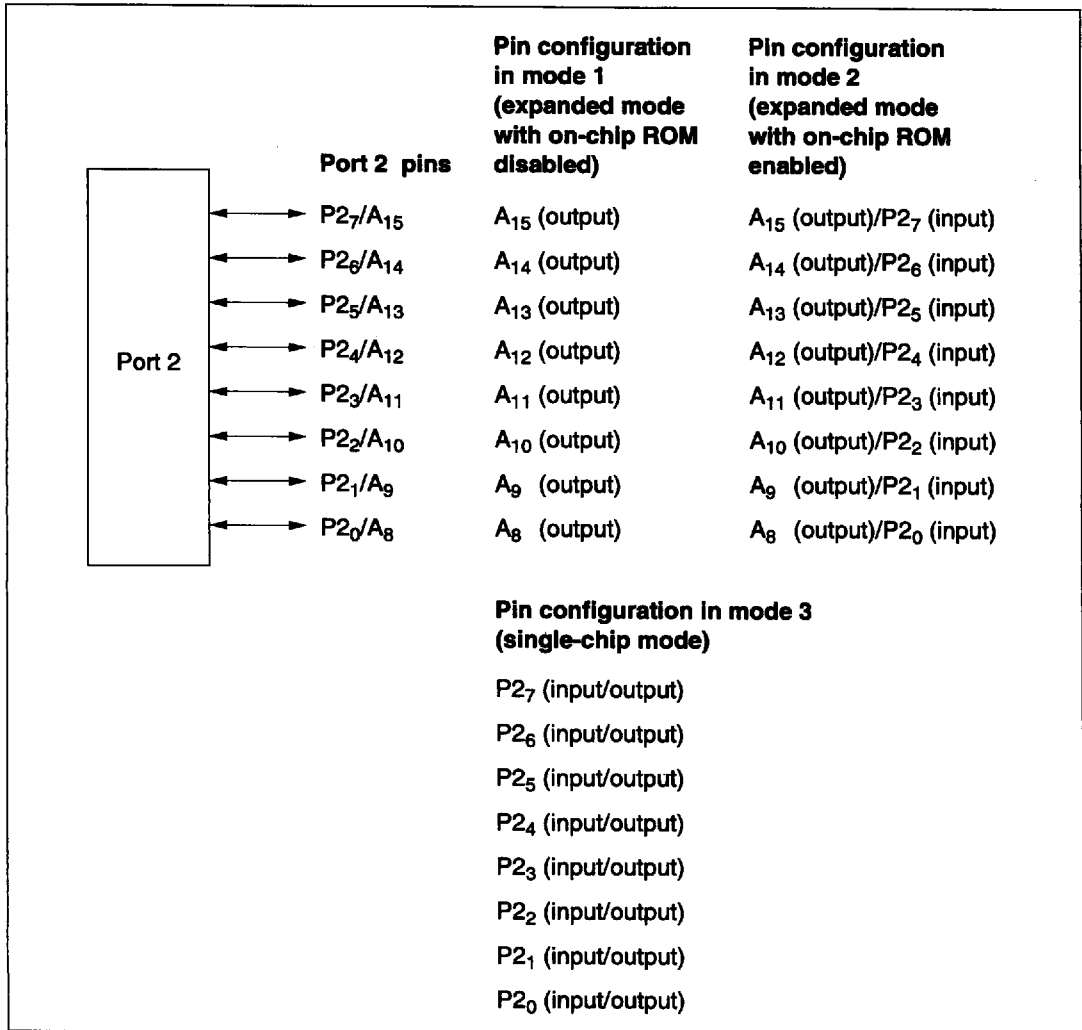 Pin configuration in mode 1 (expanded mode with on-chip ROM disabled)
Pin configuration in mode 2 (expanded mode with on-chip ROM enabled)
Port 2 pins
Port 2
P2₇/A₁₅ A₁₅ (output) A₁₅ (output)/P2₇ (input)
P2₆/A₁₄ A₁₄ (output) A₁₄ (output)/P2₆ (input)
P2₅/A₁₃ A₁₃ (output) A₁₃ (output)/P2₅ (input)
P2₄/A₁₂ A₁₂ (output) A₁₂ (output)/P2₄ (input)
P2₃/A₁₁ A₁₁ (output) A₁₁ (output)/P2₃ (input)
P2₂/A₁₀ A₁₀ (output) A₁₀ (output)/P2₂ (input)
P2₁/A₉ A₉ (output) A₉ (output)/P2₁ (input)
P2₀/A₈ A₈ (output) A₈ (output)/P2₀ (input)
Pin configuration in mode 3
(single-chip mode)
P2₇ (input/output)
P2₆ (input/output)
P2₅ (input/output)
P2₄ (input/output)
P2₃ (input/output)
P2₂ (input/output)
P2₁ (input/output)
P2₀ (input/output)